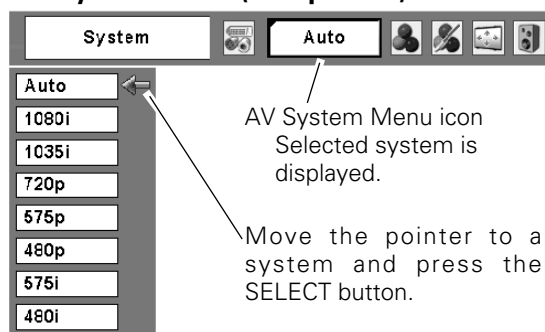 System
Auto
Auto
1080i
1035i
720p
575p
480p
575i
480i
AV System Menu icon
Selected system is
displayed.
Move the pointer to a
system and press the
SELECT button.